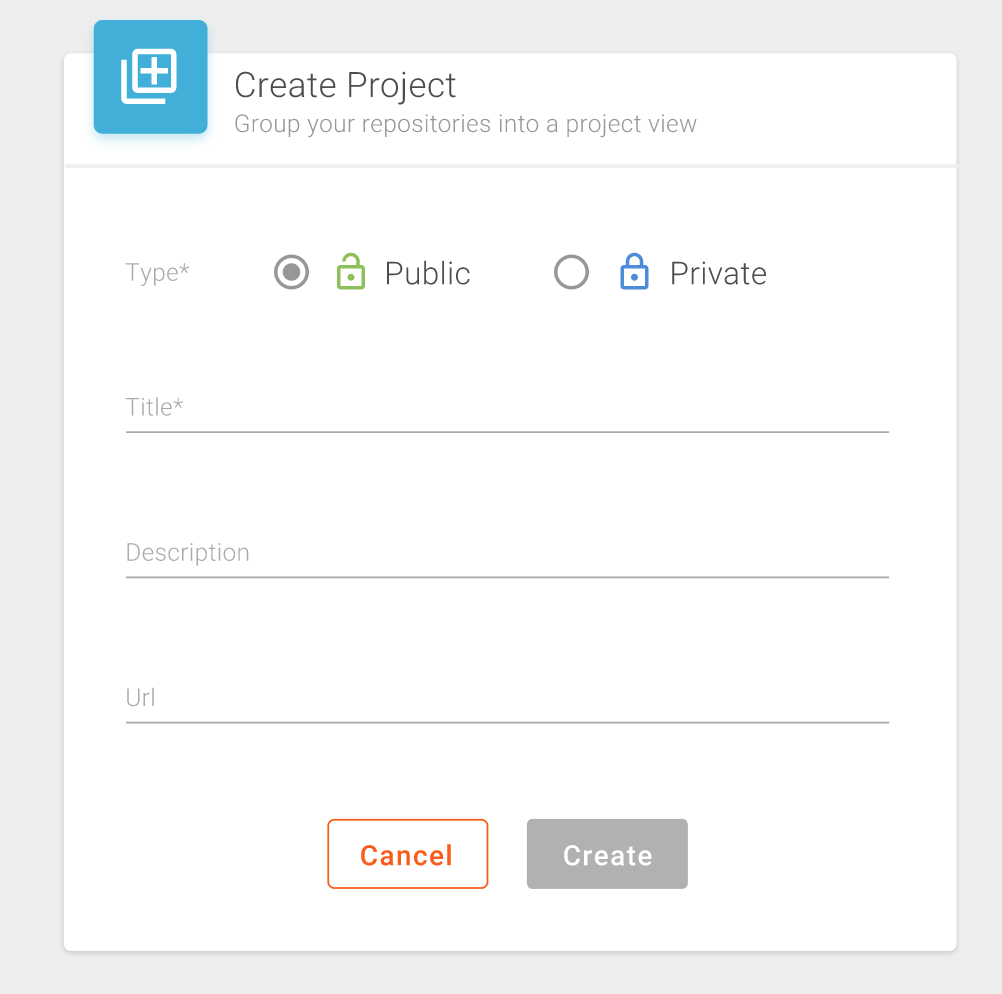 Create Project
Group your repositories into a project view
Type* Public Private
Title*
Description
Url
Cancel Create